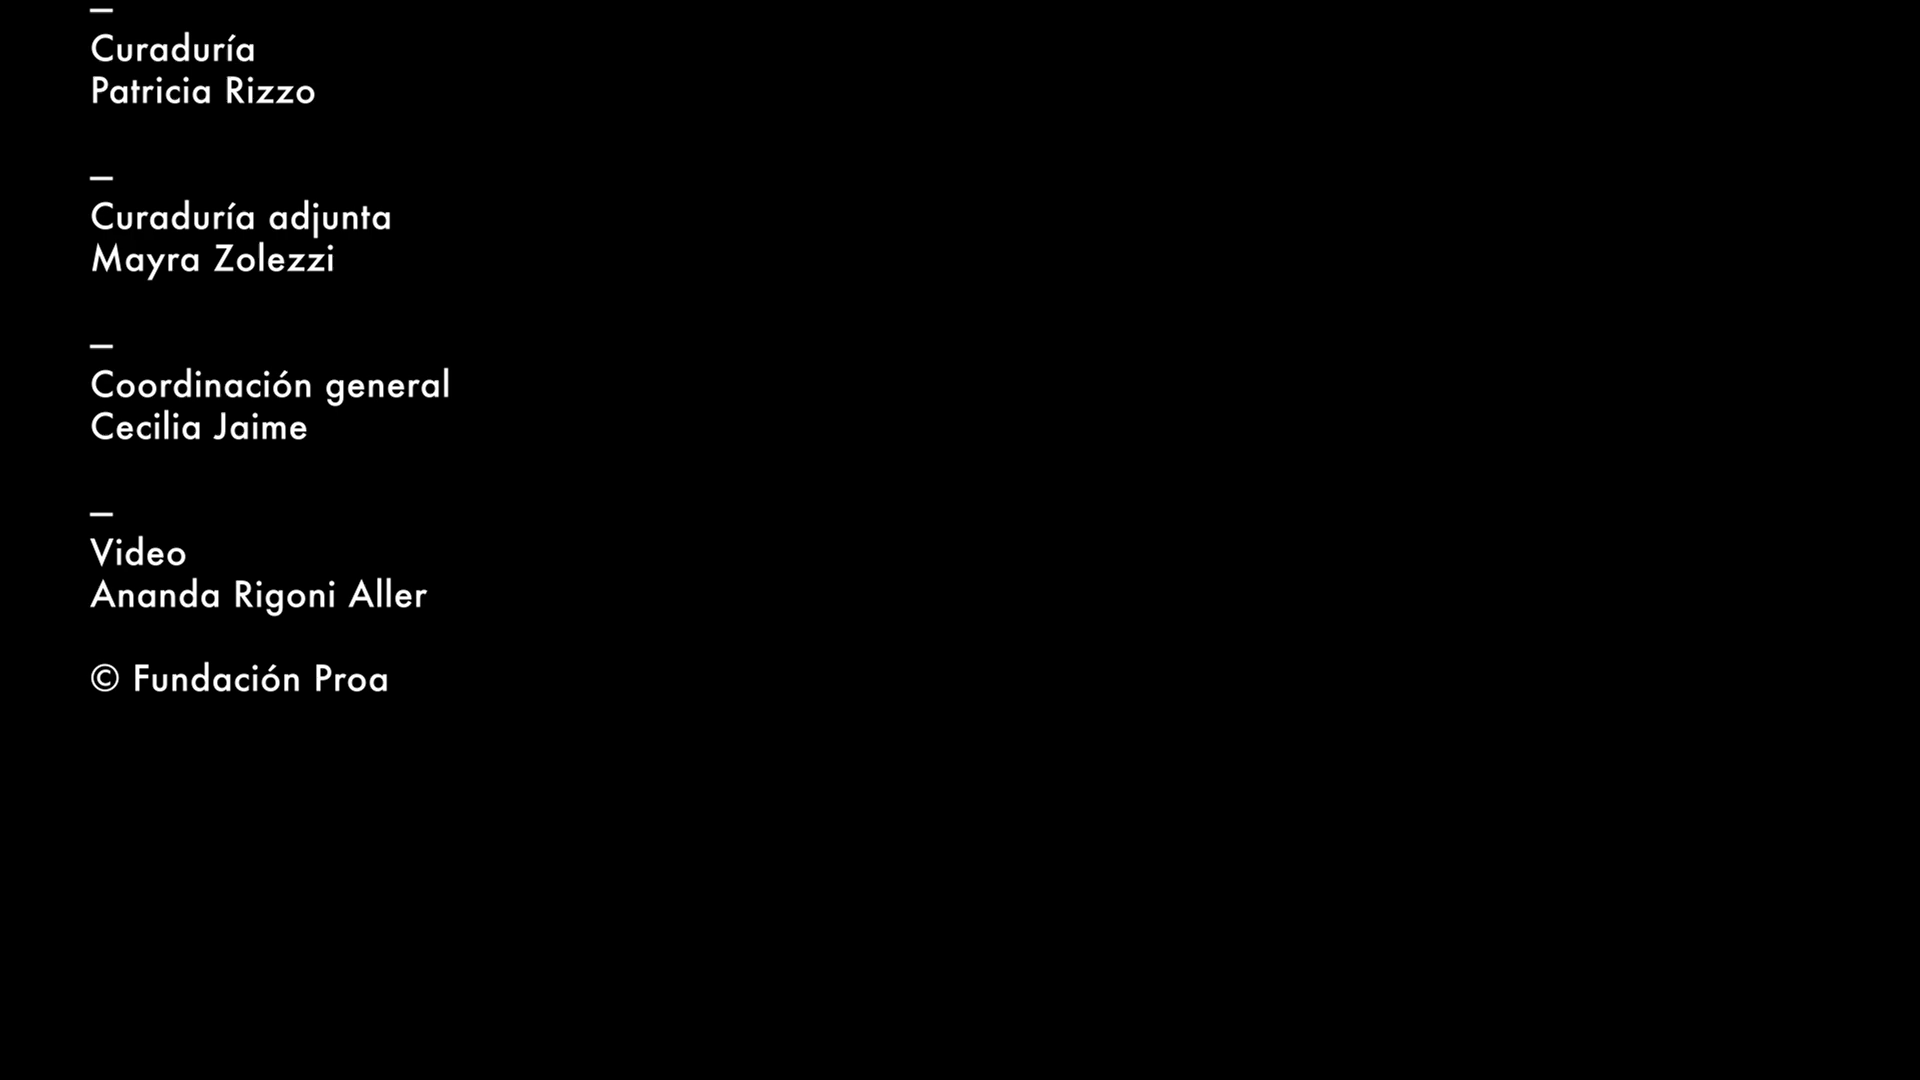 –
Curaduría
Patricia Rizzo
–
Curaduría adjunta
Mayra Zolezzi
–
Coordinación general
Cecilia Jaime
–
Video
Ananda Rigoni Aller
© Fundación Proa